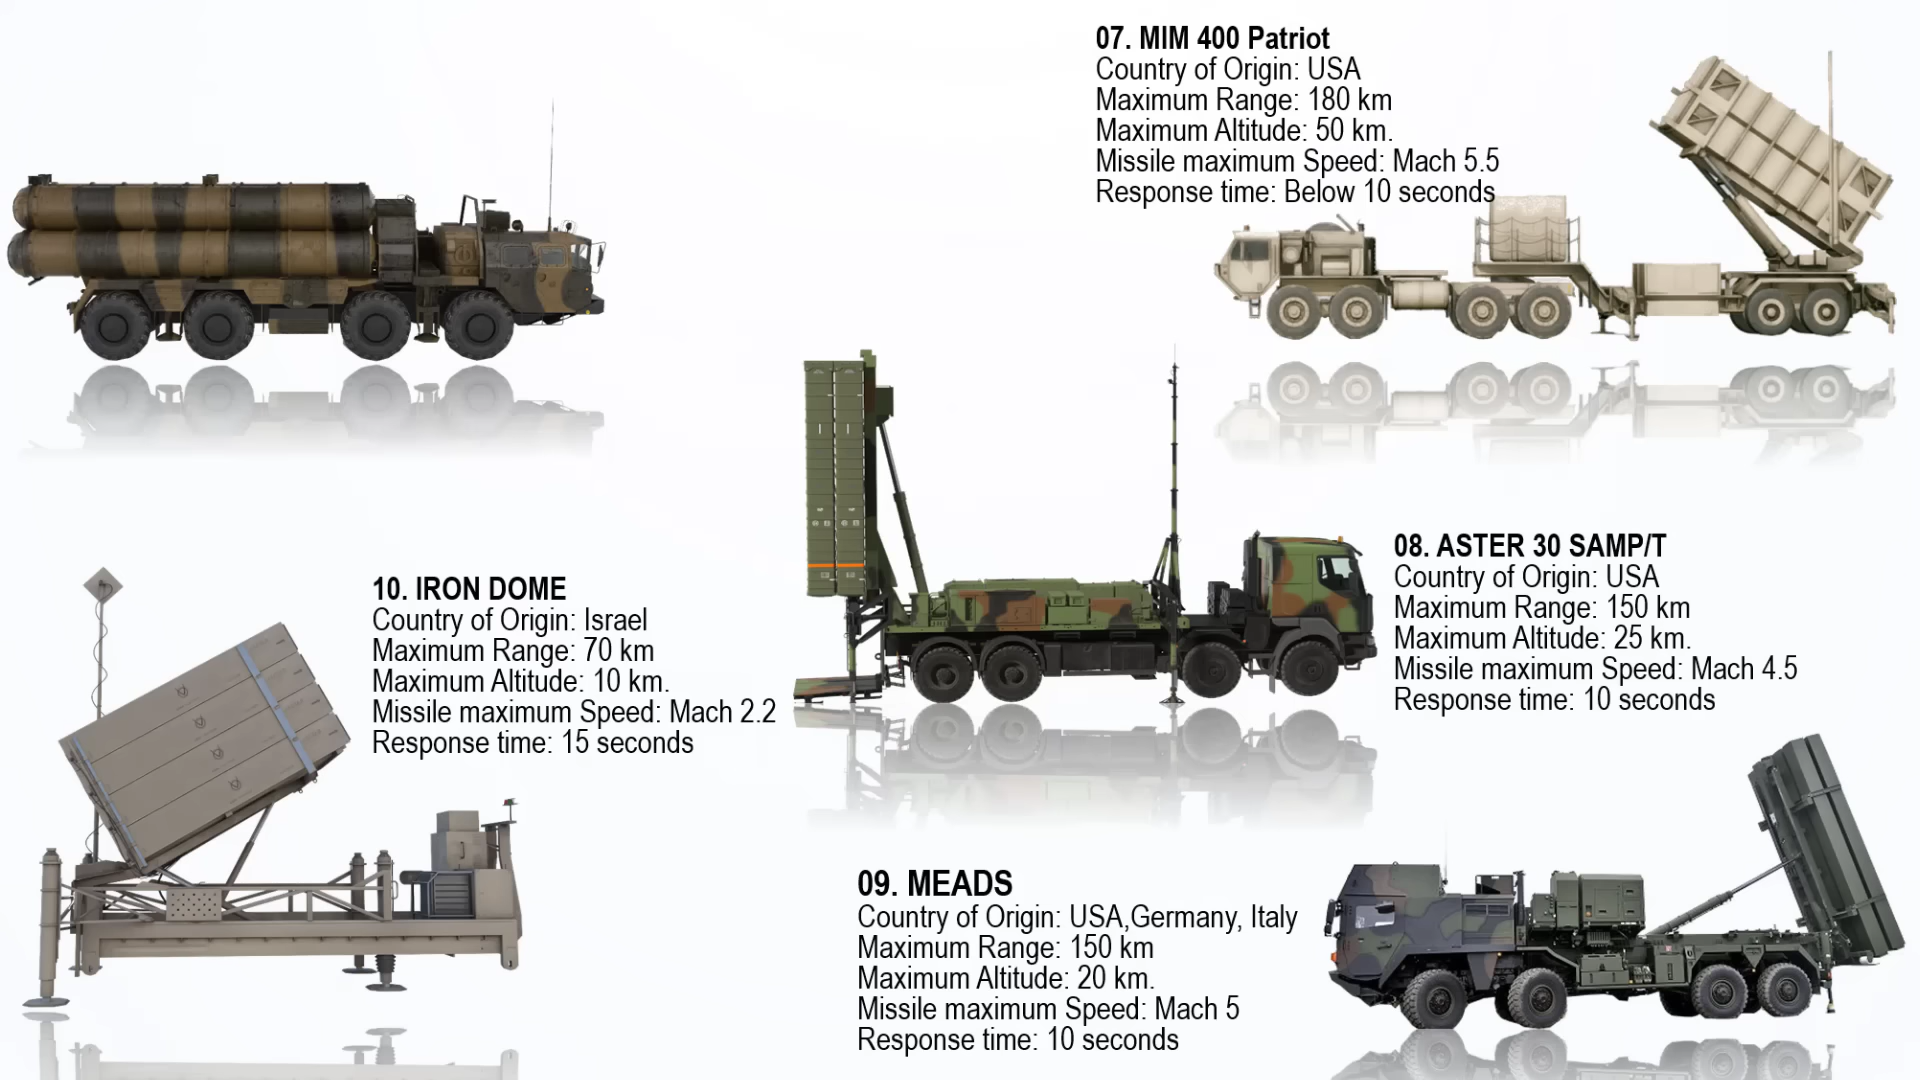 07. MIM 400 Patriot
Country of Origin: USA
Maximum Range: 180 km
Maximum Altitude: 50 km.
Missile maximum Speed: Mach 5.5
Response time: Below 10 seconds
08. ASTER 30 SAMP/T
Country of Origin: USA
Maximum Range: 150 km
Maximum Altitude: 25 km.
Missile maximum Speed: Mach 4.5
Response time: 10 seconds
10. IRON DOME
Country of Origin: Israel
Maximum Range: 70 km
Maximum Altitude: 10 km.
Missile maximum Speed: Mach 2.2
Response time: 15 seconds
09. MEADS
Country of Origin: USA,Germany, Italy
Maximum Range: 150 km
Maximum Altitude: 20 km.
Missile maximum Speed: Mach 5
Response time: 10 seconds